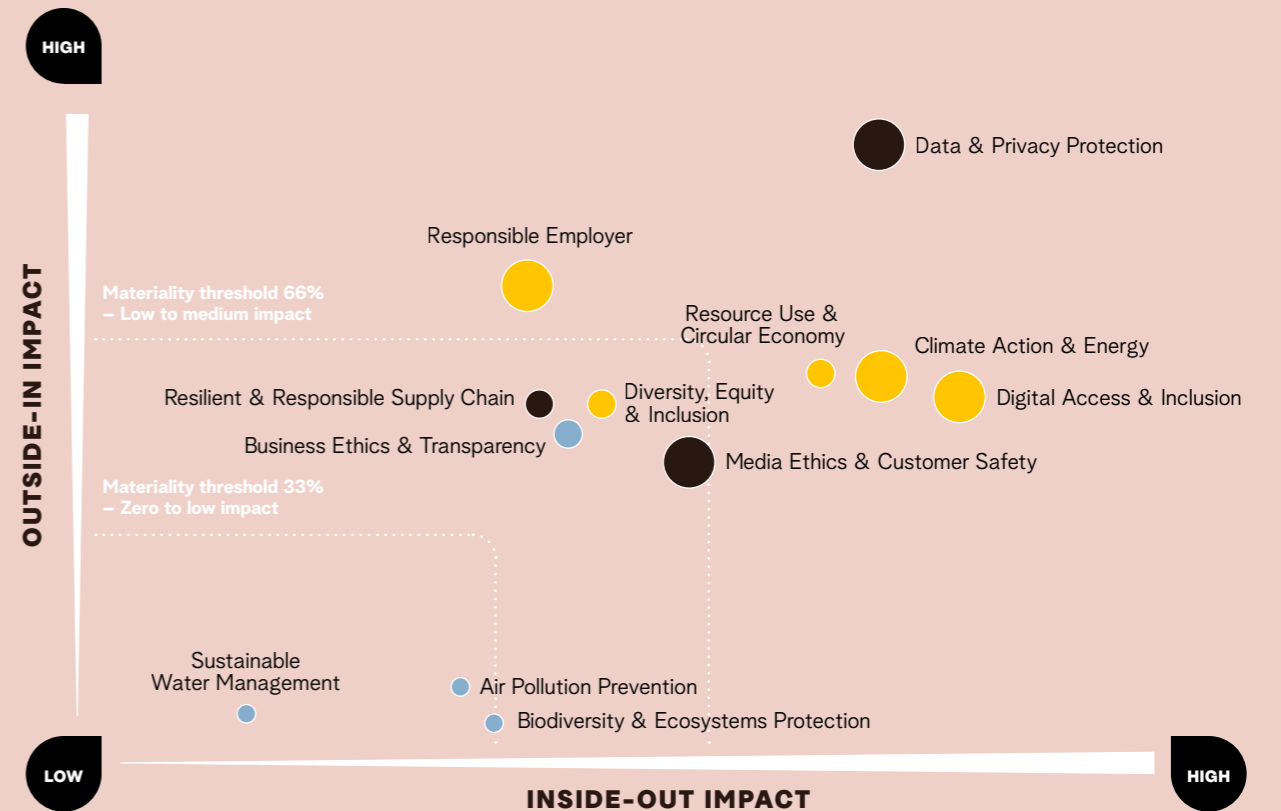 HIGH
Data & Privacy Protection
Responsible Employer
Materiality threshold 66%
– Low to medium impact
Resource Use &
Circular Economy
Climate Action & Energy
Resilient & Responsible Supply Chain
Diversity, Equity
& Inclusion
Digital Access & Inclusion
Business Ethics & Transparency
Media Ethics & Customer Safety
Materiality threshold 33%
– Zero to low impact
OUTSIDE-IN IMPACT
Sustainable
Water Management
Air Pollution Prevention
Biodiversity & Ecosystems Protection
LOW
HIGH
INSIDE-OUT IMPACT